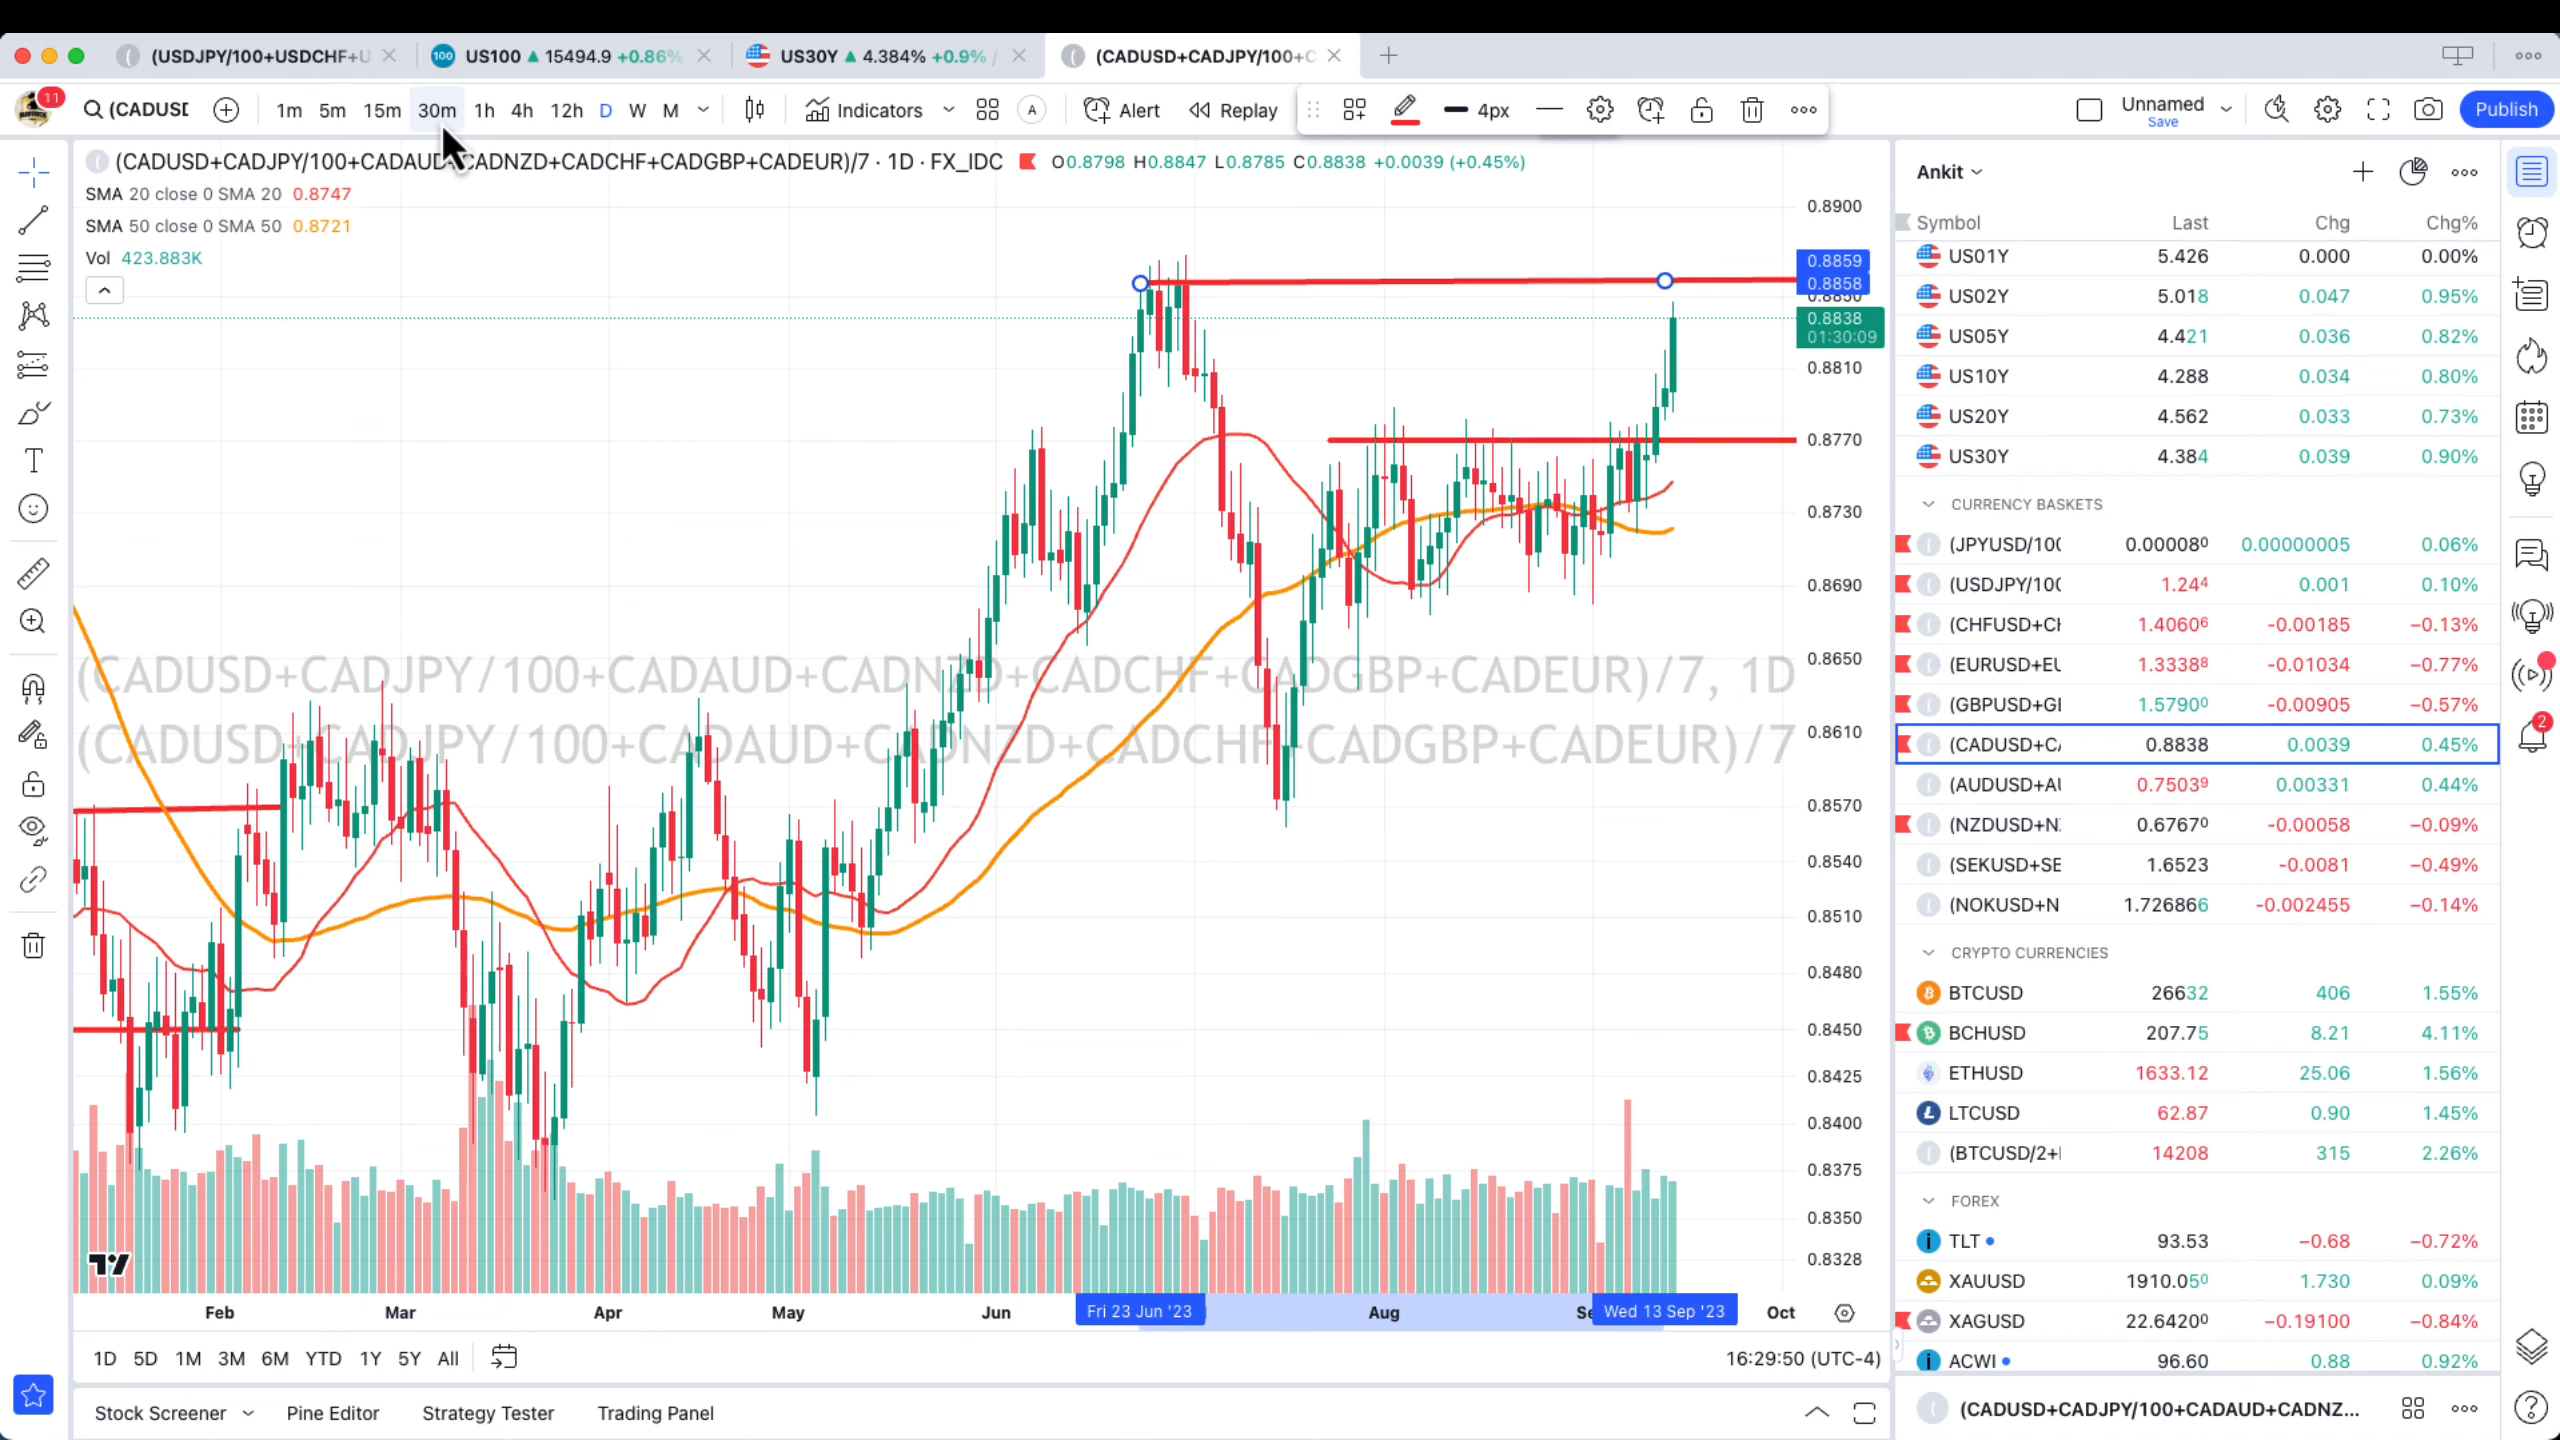 (USDJPY/100+USDCHF+U
US100 ▲ 15494.9 +0.86%
US30Y ▲ 4.384% +0.9% /
(CADUSD+CADJPY/100+C
11
(CADUSI
1m 5m 15m 30m 1h 4h 12h D W M
Indicators
A
Alert
Replay
4px
Unnamed
Save
Publish
(CADUSD+CADJPY/100+CADAUD+CADNZD+CADCHF+CADGBP+CADEUR)/7 · 1D · FX_IDC O0.8798 H0.8847 L0.8785 C0.8838 +0.0039 (+0.45%)
SMA 20 close 0 SMA 20 0.8747
SMA 50 close 0 SMA 50 0.8721
Vol 423.883K
(CADUSD+CADJPY/100+CADAUD+CADNZD+CADCHF+CADGBP+CADEUR)/7, 1D
(CADUSD+CADJPY/100+CADAUD+CADNZD+CADCHF+CADGBP+CADEUR)/7
0.8900
0.8859
0.8858
0.8850
0.8838
01:30:09
0.8810
0.8770
0.8730
0.8690
0.8650
0.8610
0.8570
0.8540
0.8510
0.8480
0.8450
0.8425
0.8400
0.8375
0.8350
0.8328
Feb Mar Apr May Jun Fri 23 Jun '23 Aug Se Wed 13 Sep '23 Oct
1D 5D 1M 3M 6M YTD 1Y 5Y All
16:29:50 (UTC-4)
Stock Screener Pine Editor Strategy Tester Trading Panel
Ankit
Symbol Last Chg Chg%
US01Y 5.426 0.000 0.00%
US02Y 5.018 0.047 0.95%
US05Y 4.421 0.036 0.82%
US10Y 4.288 0.034 0.80%
US20Y 4.562 0.033 0.73%
US30Y 4.384 0.039 0.90%
CURRENCY BASKETS
(JPYUSD/10( 0.000080 0.00000005 0.06%
(USDJPY/10( 1.244 0.001 0.10%
(CHFUSD+CH 1.40606 -0.00185 −0.13%
(EURUSD+EU 1.33388 -0.01034 −0.77%
(GBPUSD+GI 1.57900 -0.00905 −0.57%
(CADUSD+C/ 0.8838 0.0039 0.45%
(AUDUSD+AI 0.75039 0.00331 0.44%
(NZDUSD+N 0.67670 -0.00058 −0.09%
(SEKUSD+SE 1.6523 -0.0081 −0.49%
(NOKUSD+N 1.726866 -0.002455 −0.14%
CRYPTO CURRENCIES
BTCUSD 26632 406 1.55%
BCHUSD 207.75 8.21 4.11%
ETHUSD 1633.12 25.06 1.56%
LTCUSD 62.87 0.90 1.45%
(BTCUSD/2+I 14208 315 2.26%
FOREX
TLT 93.53 −0.68 −0.72%
XAUUSD 1910.050 1.730 0.09%
XAGUSD 22.64200 −0.19100 −0.84%
ACWI 96.60 0.88 0.92%
(CADUSD+CADJPY/100+CADAUD+CADNZ...
2